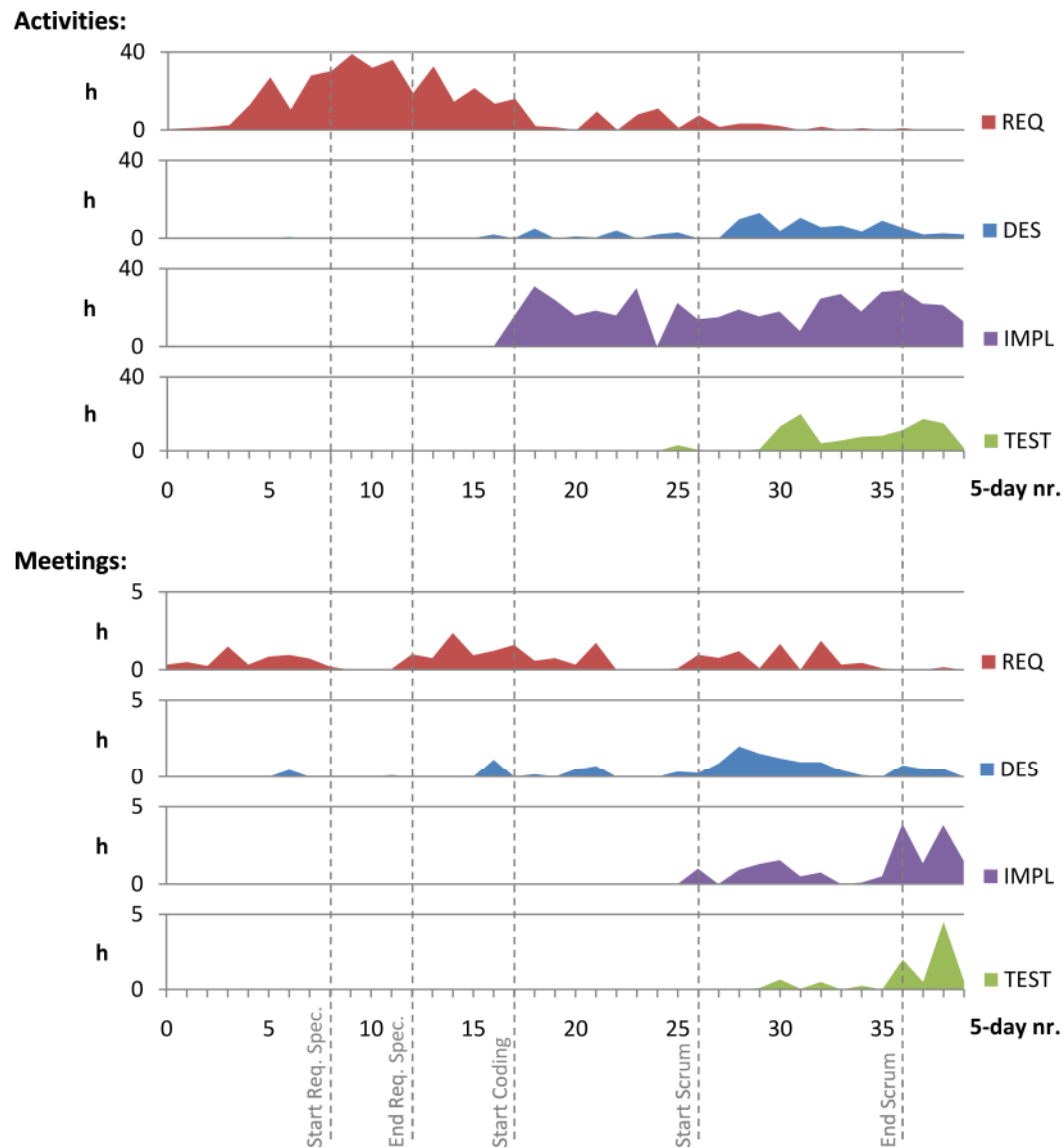 Activities:
40
h
0
REQ
40
h
0
DES
40
h
0
IMPL
40
h
0
TEST
0 5 10 15 20 25 30 35 5-day nr.
Meetings:
5
h
0
REQ
5
h
0
DES
5
h
0
IMPL
5
h
0
TEST
0 5 10 15 20 25 30 35 5-day nr.
Start Req. Spec.
End Req. Spec.
Start Coding
Start Scrum
End Scrum